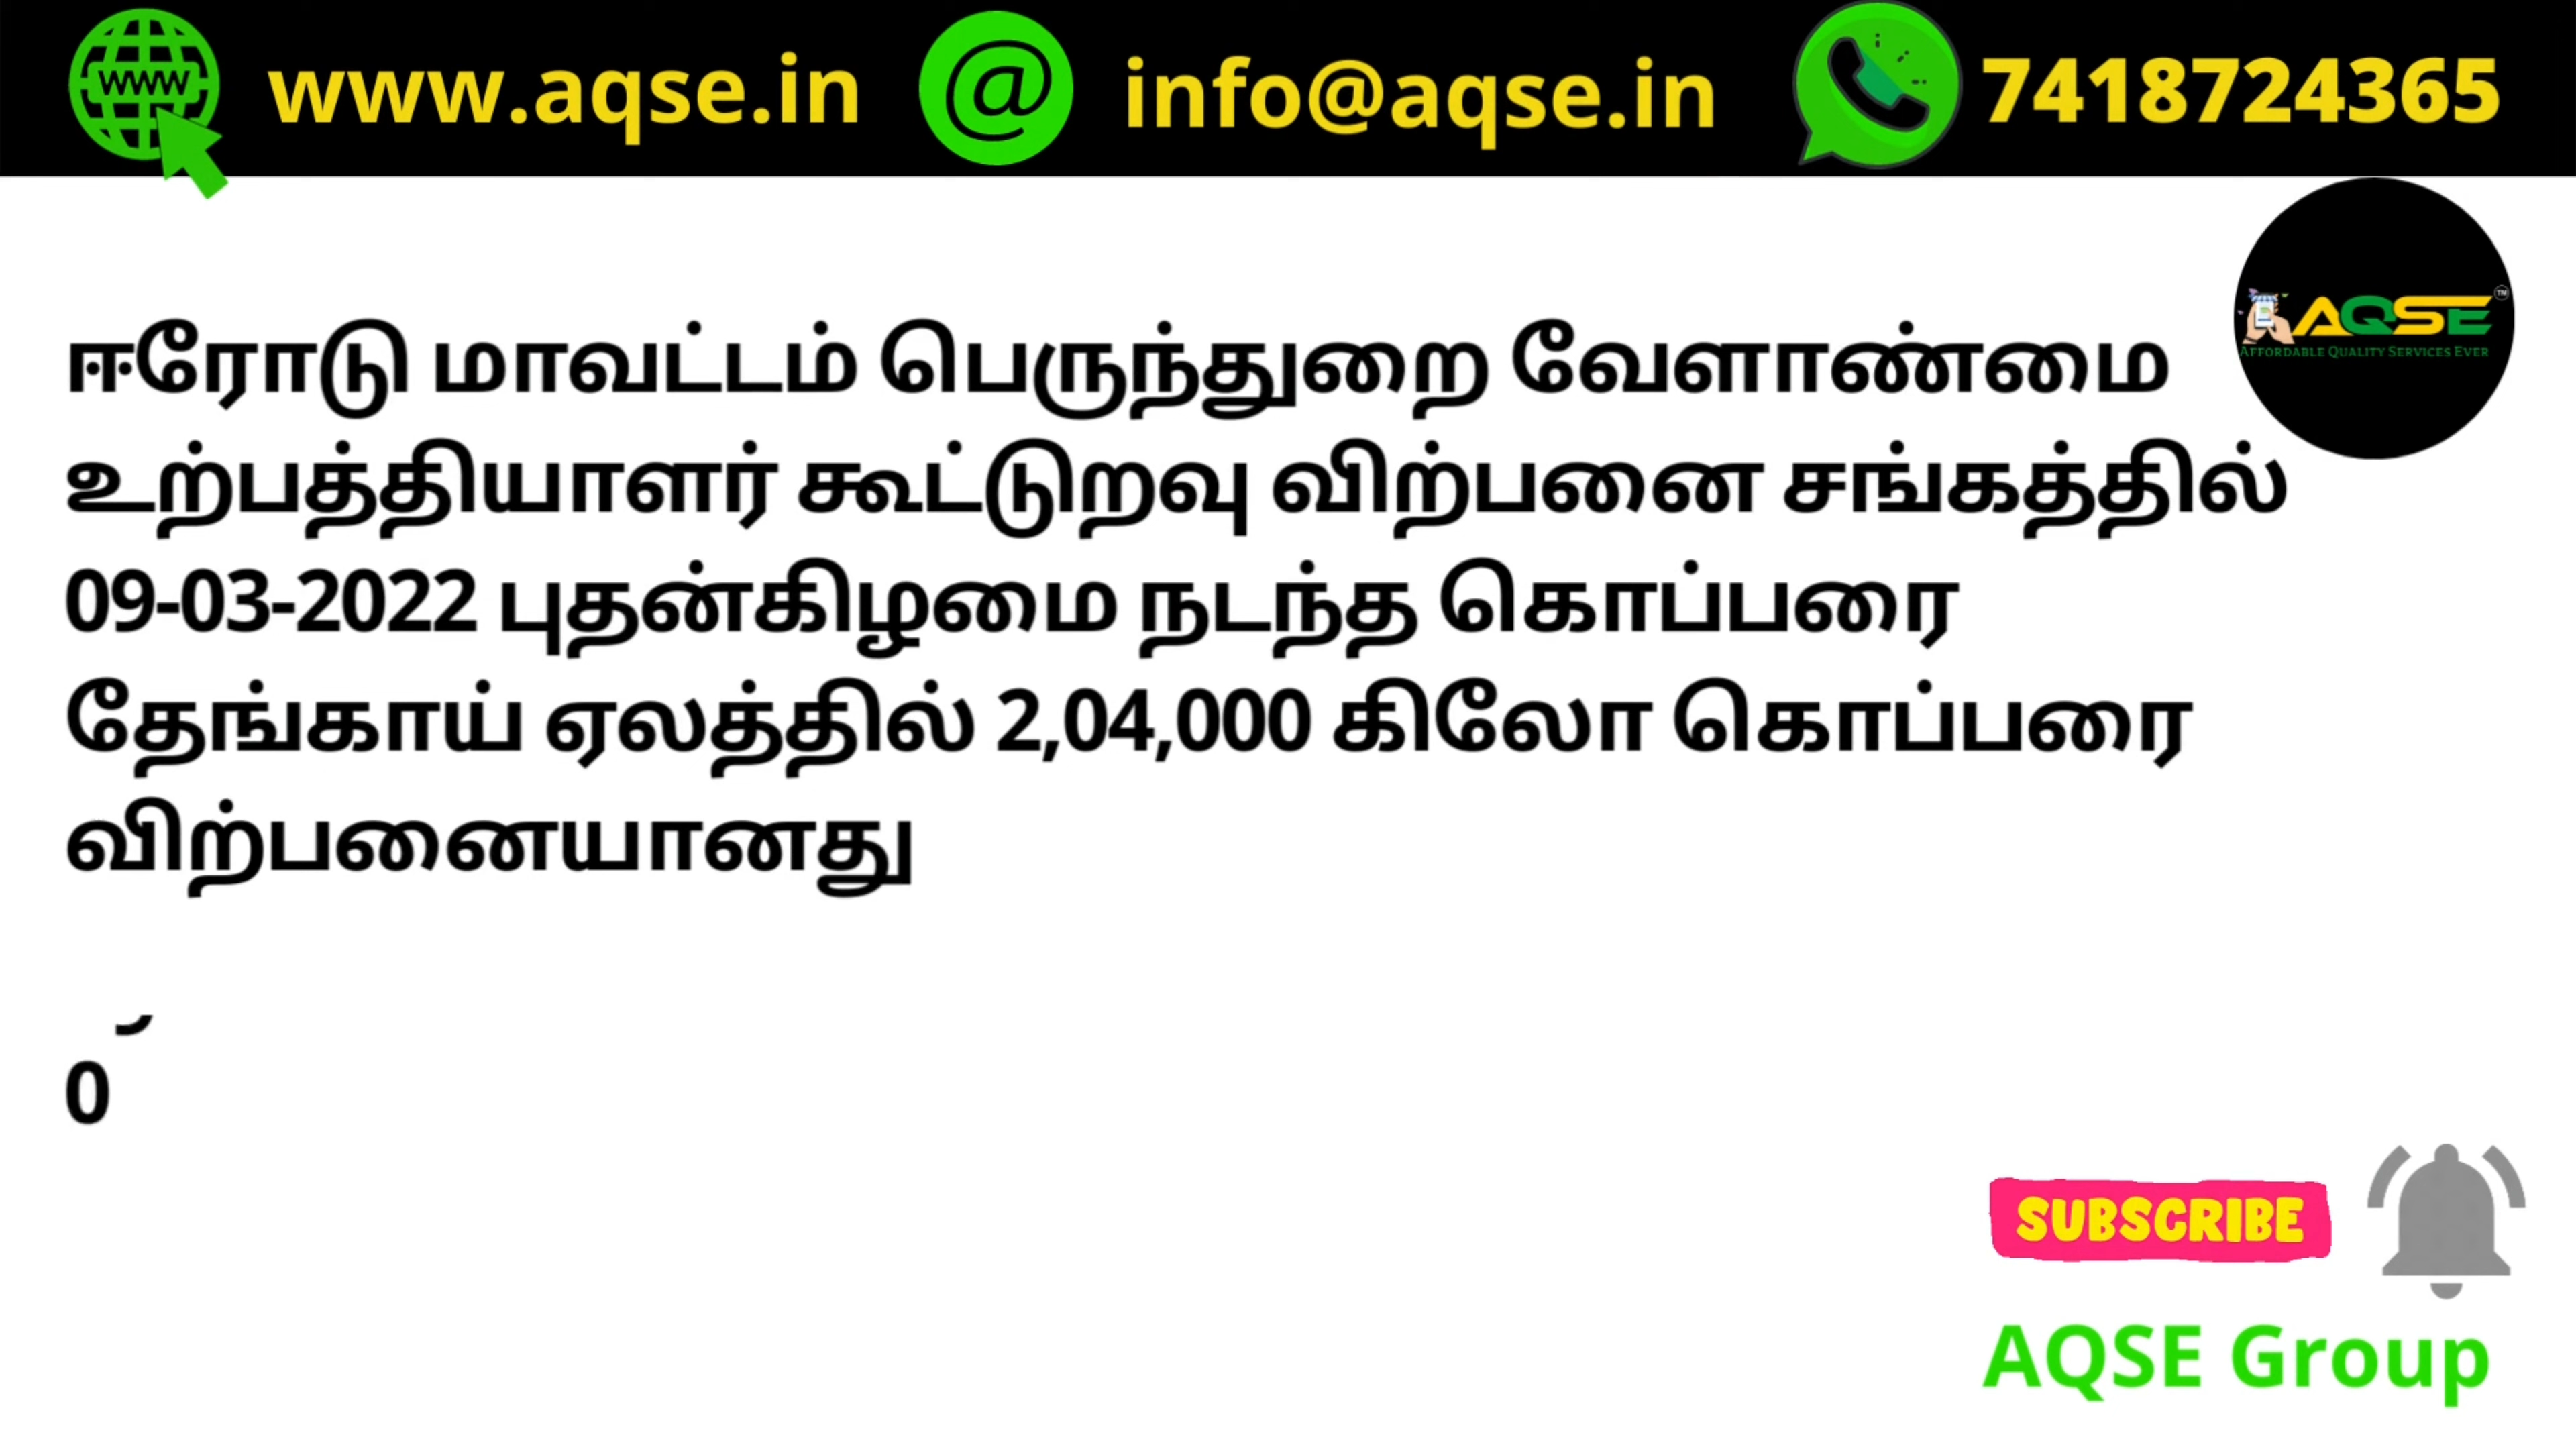 www
www.aqse.in
@
info@aqse.in
7418724365
AQSE
TM
AFFORDABLE QUALITY SERVICES EVER
ஈரோடு மாவட்டம் பெருந்துறை வேளாண்மை
உற்பத்தியாளர் கூட்டுறவு விற்பனை சங்கத்தில்
09-03-2022 புதன்கிழமை நடந்த கொப்பரை
தேங்காய் ஏலத்தில் 2,04,000 கிலோ கொப்பரை
விற்பனையானது
0
SUBSCRIBE
AQSE Group